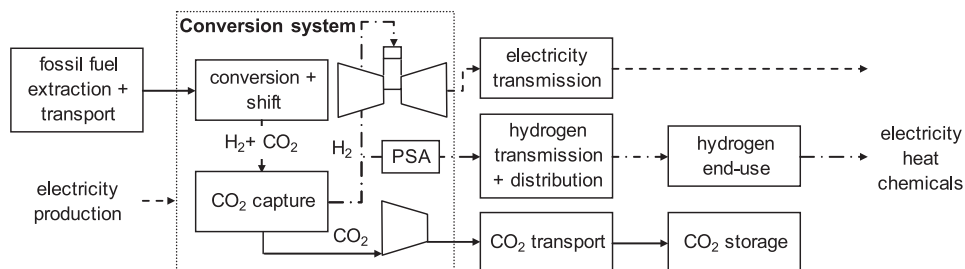 Conversion system
fossil fuel
extraction +
transport
conversion +
shift
H₂+ CO₂
electricity
production
CO₂ capture
H₂
PSA
CO₂
electricity
transmission
hydrogen
transmission
+ distribution
hydrogen
end-use
electricity
heat
chemicals
CO₂ transport
CO₂ storage